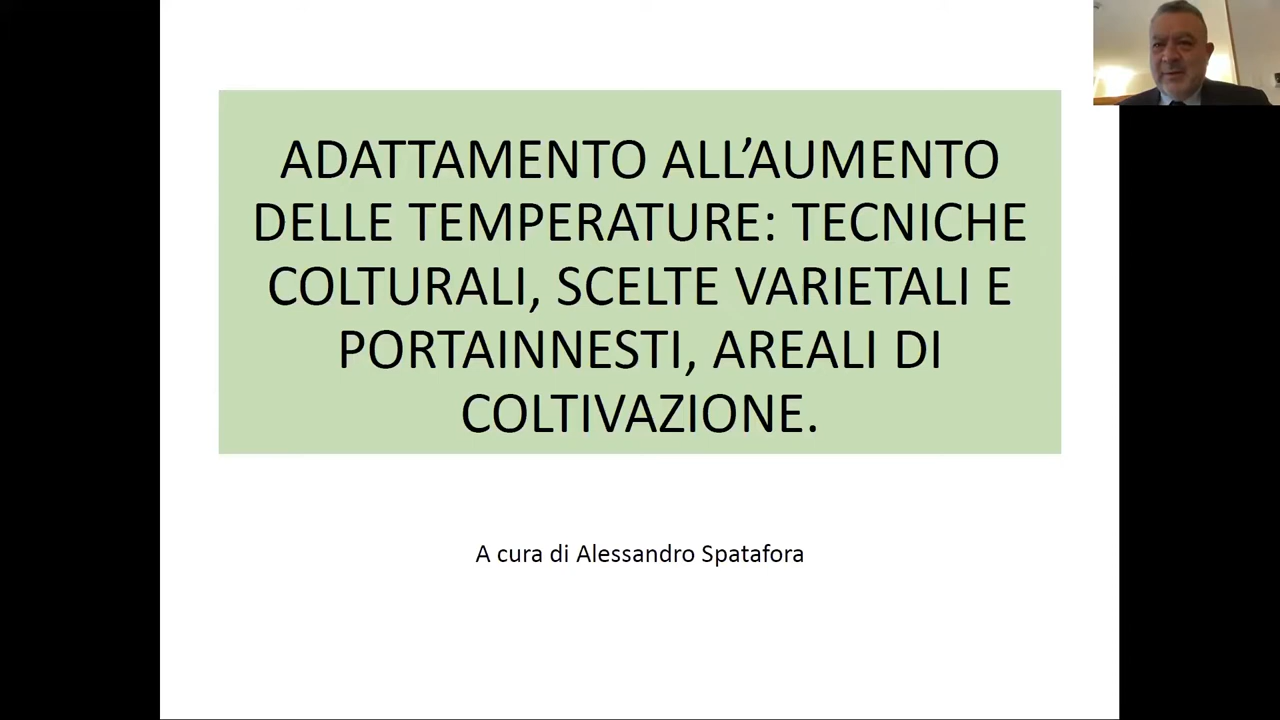 ADATTAMENTO ALL’AUMENTO
DELLE TEMPERATURE: TECNICHE
COLTURALI, SCELTE VARIETALI E
PORTAINNESTI, AREALI DI
COLTIVAZIONE.
A cura di Alessandro Spatafora